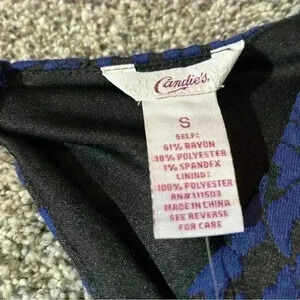 Candie's
S
SELF:
61% RAYON
38% POLYESTER
1% SPANDEX
LINING:
100% POLYESTER
RN#111503
MADE IN CHINA
SEE REVERSE
FOR CARE